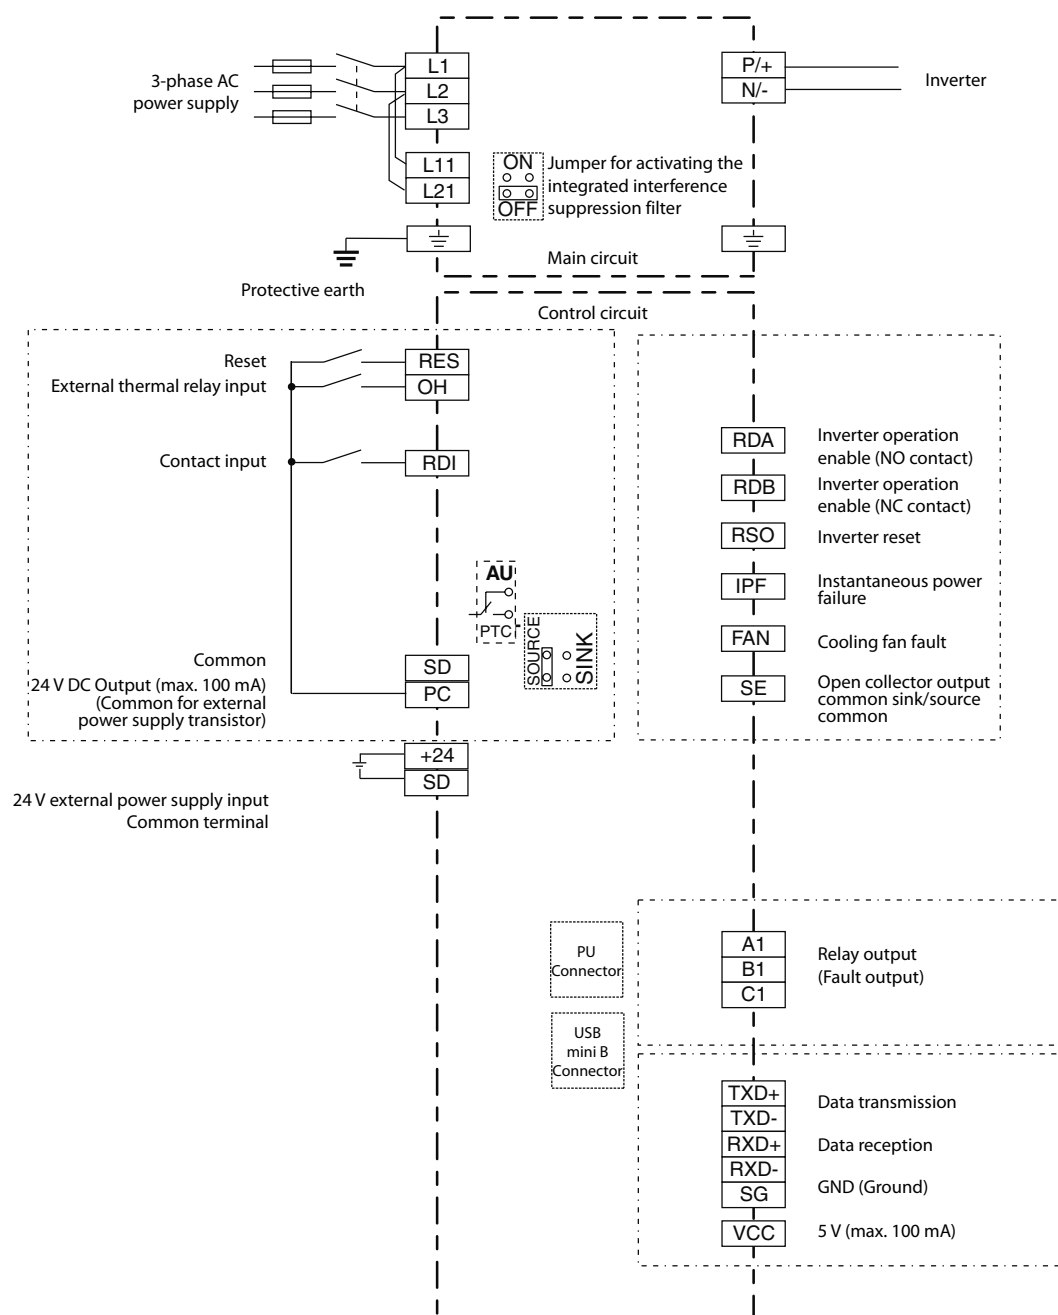 3-phase AC
power supply
L1
L2
L3
L11
L21
P/+
N/-
Inverter
ON
OFF
Jumper for activating the
integrated interference
suppression filter
Main circuit
Protective earth
Control circuit
Reset
RES
External thermal relay input
OH
Contact input
RDI
AU
PTC
SOURCE
SINK
Common
SD
24 V DC Output (max. 100 mA)
(Common for external
power supply transistor)
PC
+24
SD
24 V external power supply input
Common terminal
RDA
Inverter operation
enable (NO contact)
RDB
Inverter operation
enable (NC contact)
RSO
Inverter reset
IPF
Instantaneous power
failure
FAN
Cooling fan fault
SE
Open collector output
common sink/source
common
PU
Connector
A1
B1
C1
Relay output
(Fault output)
USB
mini B
Connector
TXD+
TXD-
Data transmission
RXD+
RXD-
Data reception
SG
GND (Ground)
VCC
5 V (max. 100 mA)